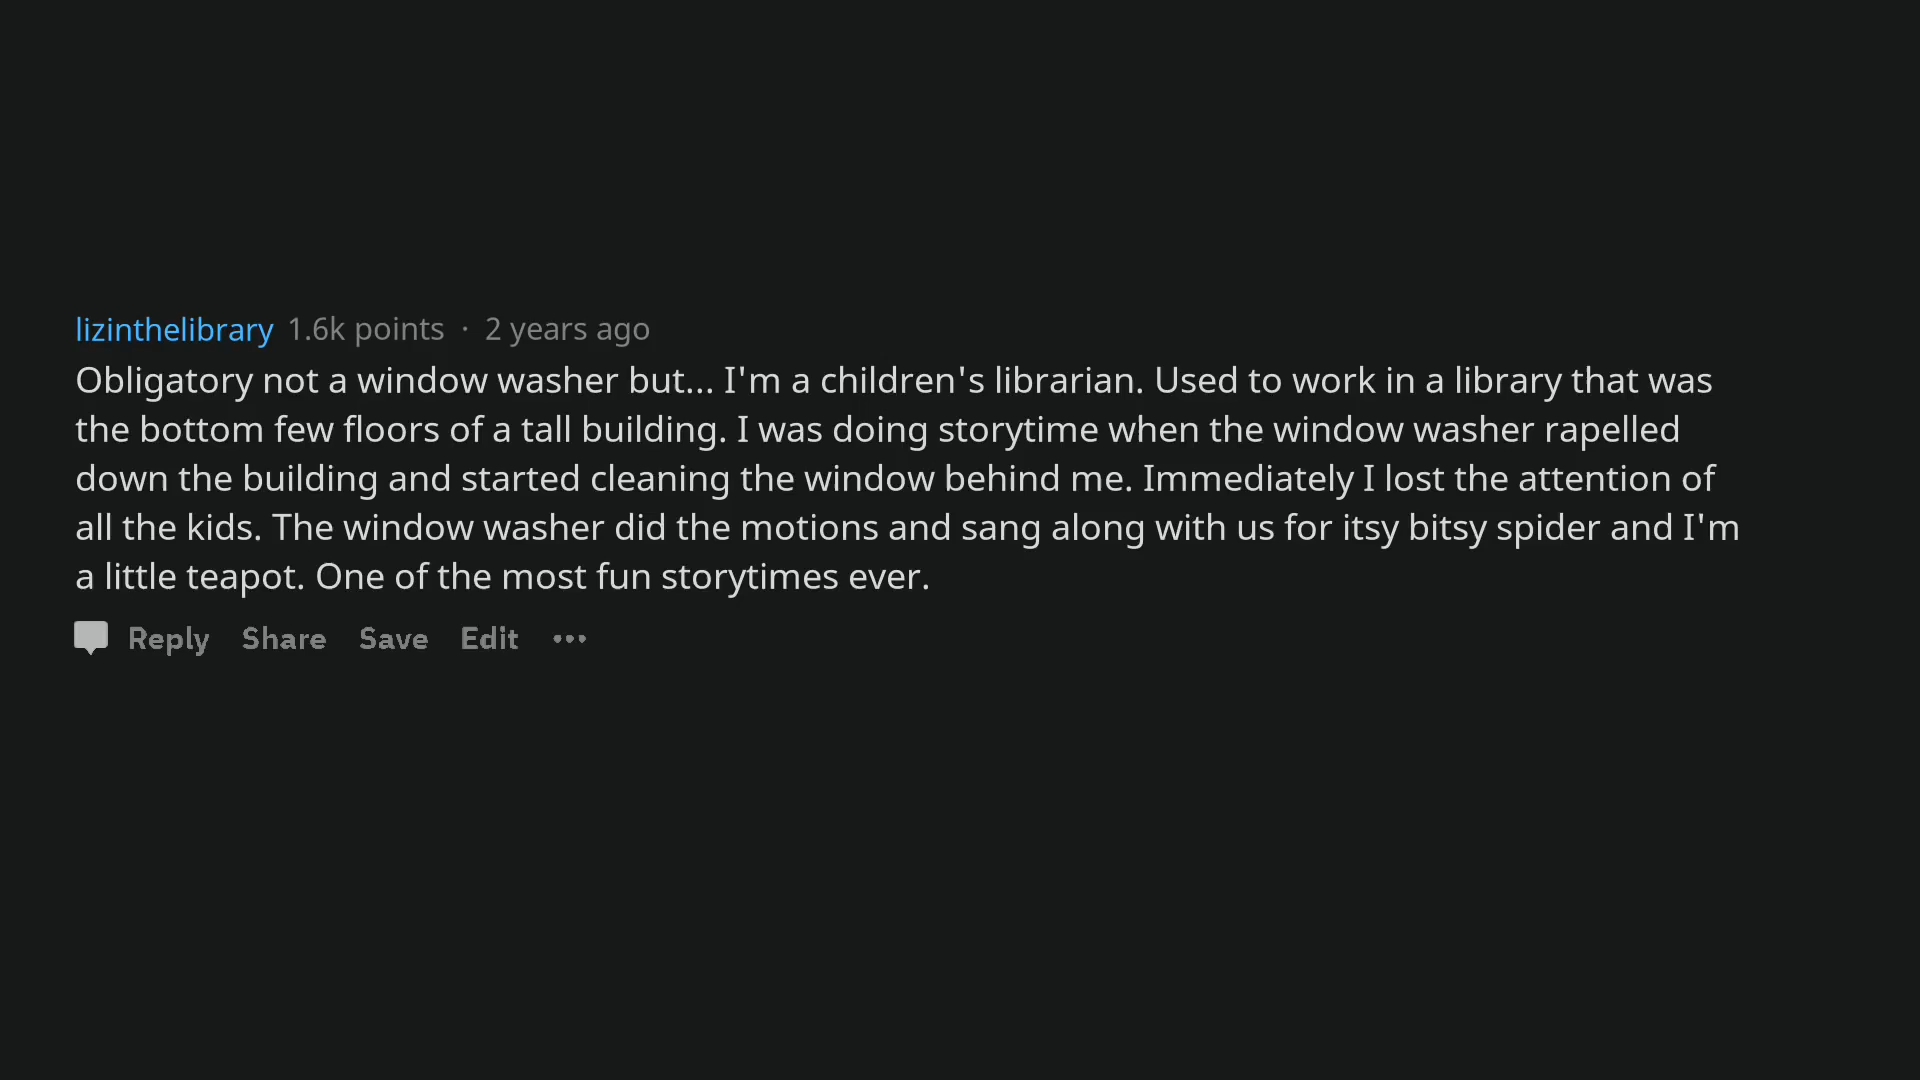 lizinthelibrary 1.6k points · 2 years ago
Obligatory not a window washer but... I'm a children's librarian. Used to work in a library that was
the bottom few floors of a tall building. I was doing storytime when the window washer rapelled
down the building and started cleaning the window behind me. Immediately I lost the attention of
all the kids. The window washer did the motions and sang along with us for itsy bitsy spider and I'm
a little teapot. One of the most fun storytimes ever.
Reply Share Save Edit •••